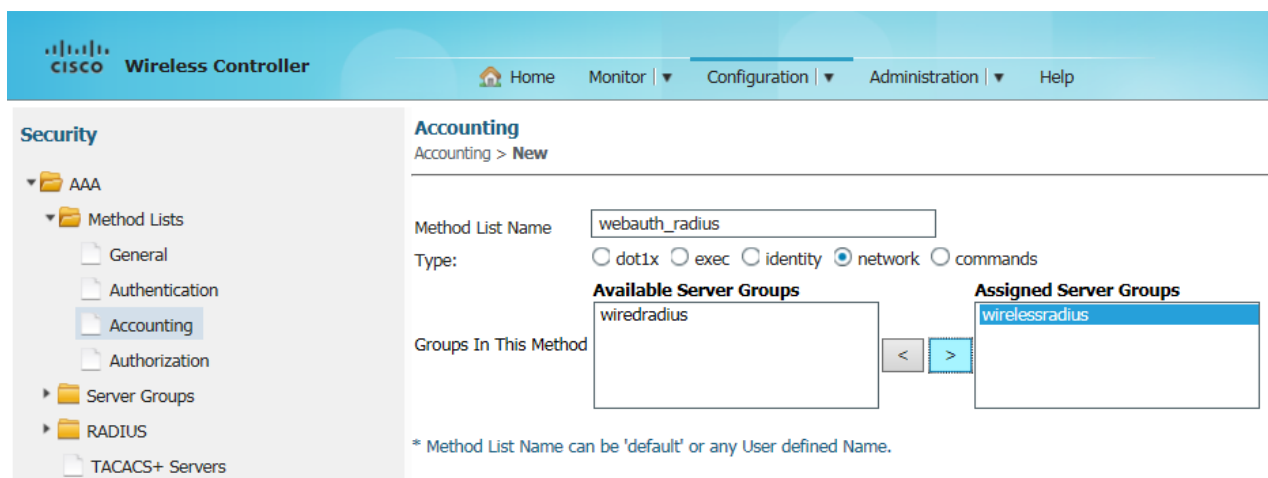 CISCO Wireless Controller
Home Monitor ▼ Configuration ▼ Administration ▼ Help
Security
AAA
Method Lists
General
Authentication
Accounting
Authorization
Server Groups
RADIUS
TACACS+ Servers
Accounting
Accounting > New
Method List Name webauth_radius
Type: dot1x exec identity network commands
Available Server Groups Assigned Server Groups
wiredradius wirelessradius
Groups In This Method < >
* Method List Name can be 'default' or any User defined Name.